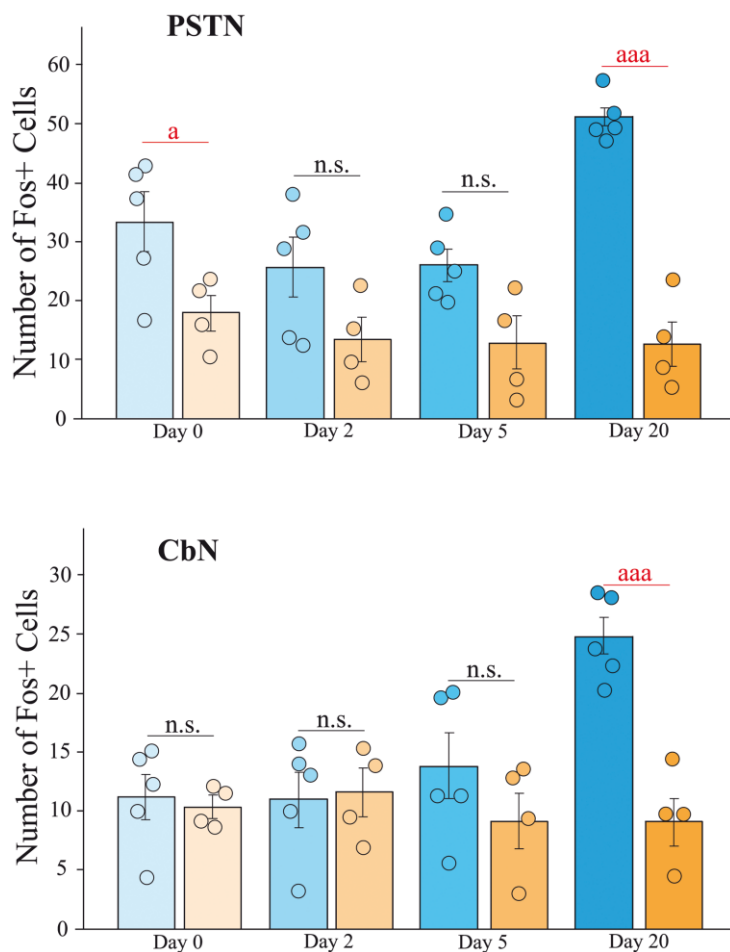 PSTN
Number of Fos+ Cells
60
50
40
30
20
10
0
a
n.s.
n.s.
aaa
Day 0
Day 2
Day 5
Day 20
CbN
Number of Fos+ Cells
30
25
20
15
10
5
0
n.s.
n.s.
n.s.
aaa
Day 0
Day 2
Day 5
Day 20